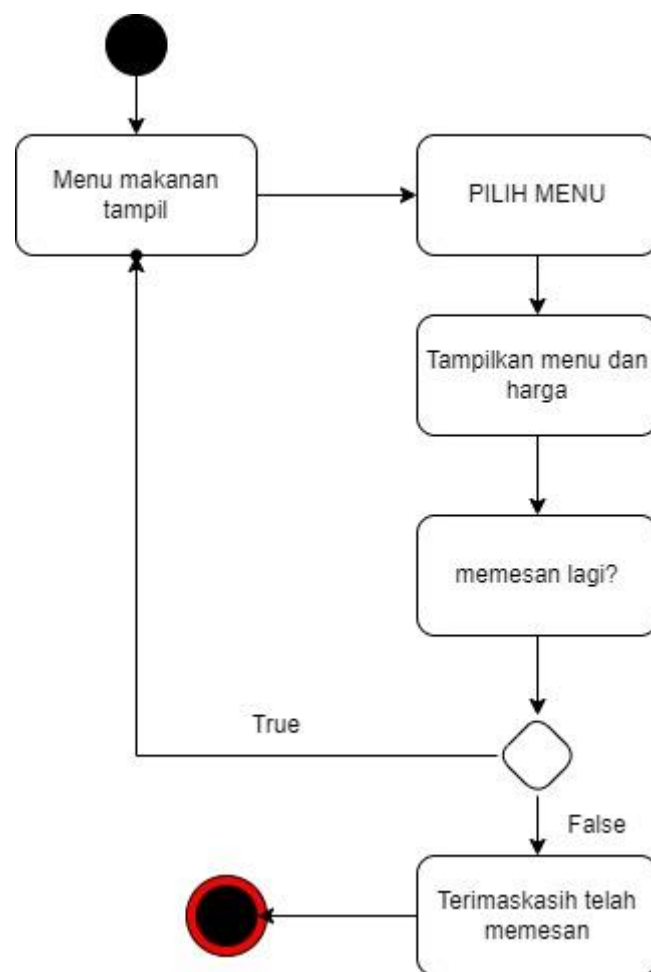 Menu makanan
tampil
PILIH MENU
Tampilkan menu dan
harga
memesan lagi?
True
False
Terimaskasih telah
memesan